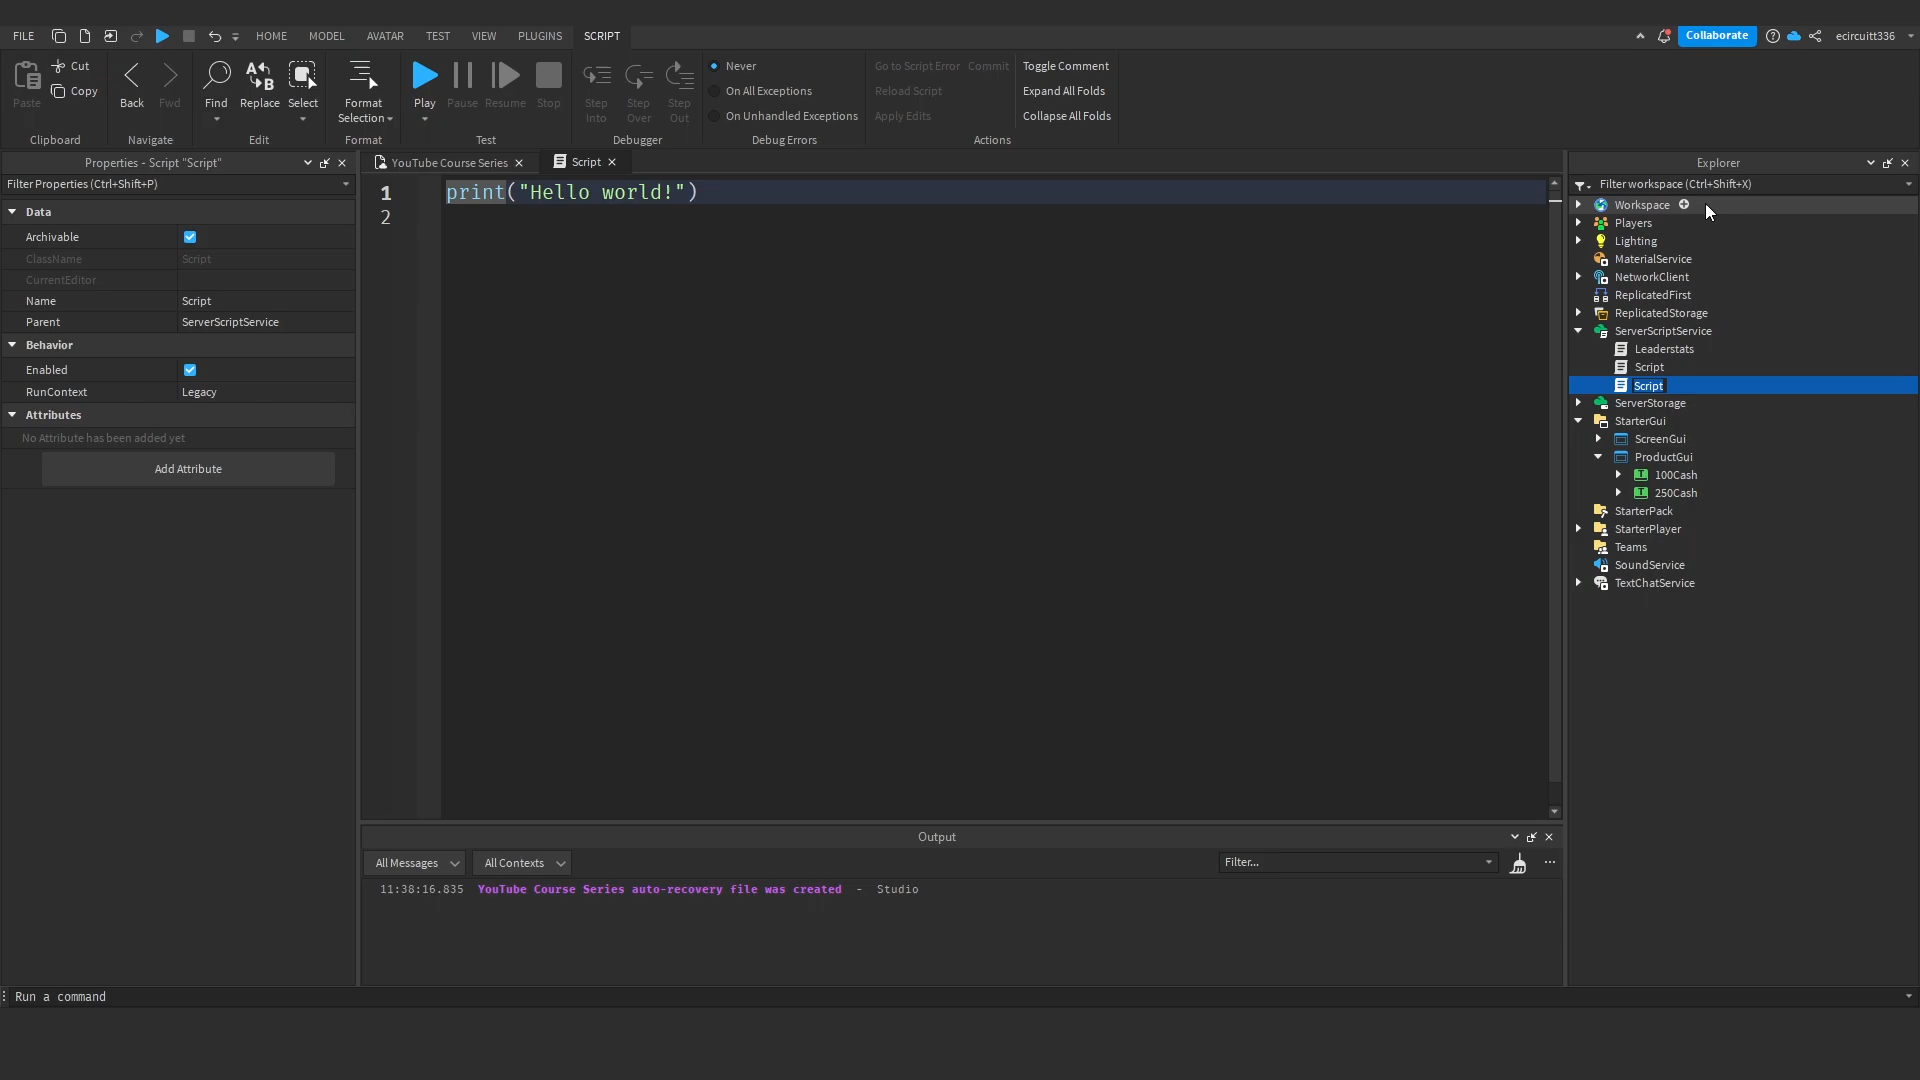 FILE HOME MODEL AVATAR TEST VIEW PLUGINS SCRIPT Collaborate ecircuitt336
Paste Cut Copy Back Fwd Find Replace Select Format Selection Play Pause Resume Stop Step Into Step Over Step Out
Never
On All Exceptions
On Unhandled Exceptions
Go to Script Error Commit
Reload Script
Apply Edits
Toggle Comment
Expand All Folds
Collapse All Folds
Clipboard Navigate Edit Format Test Debugger Debug Errors Actions
Properties - Script "Script"
Filter Properties (Ctrl+Shift+P)
Data
Archivable
ClassName Script
CurrentEditor
Name Script
Parent ServerScriptService
Behavior
Enabled
RunContext Legacy
Attributes
No Attribute has been added yet
Add Attribute
YouTube Course Series Script
1 print("Hello world!")
2
Output
All Messages All Contexts Filter...
11:38:16.835 YouTube Course Series auto-recovery file was created - Studio
Explorer
Filter workspace (Ctrl+Shift+X)
Workspace
Players
Lighting
MaterialService
NetworkClient
ReplicatedFirst
ReplicatedStorage
ServerScriptService
Leaderstats
Script
Script
ServerStorage
StarterGui
ScreenGui
ProductGui
100Cash
250Cash
StarterPack
StarterPlayer
Teams
SoundService
TextChatService
Run a command